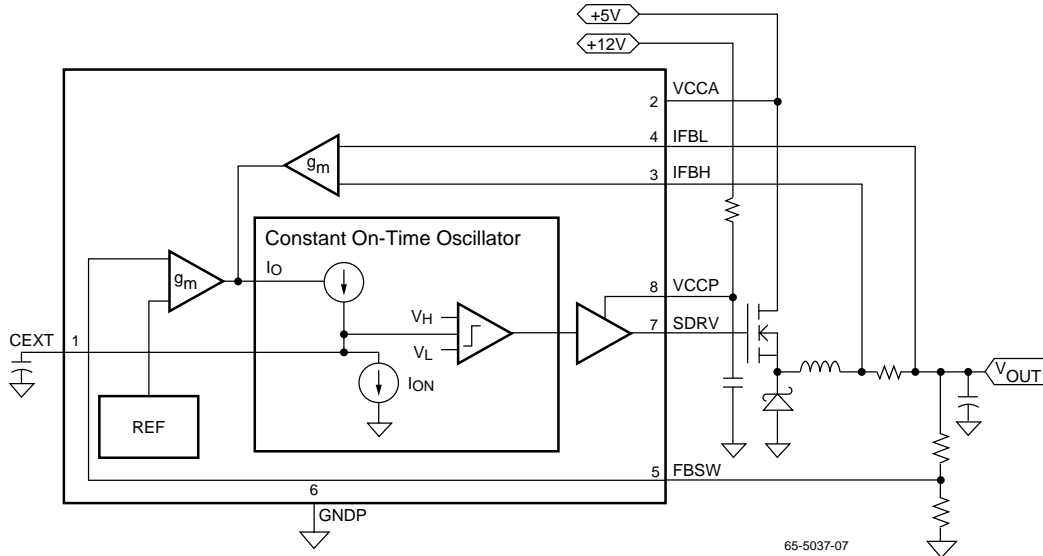 +5V
+12V
2 VCCA
4 IFBL
gm
3 IFBH
Constant On-Time Oscillator
gm
IO
8 VCCP
VH
7 SDRV
CEXT 1
VL
ION
VOUT
REF
5 FBSW
6
GNDP
65-5037-07